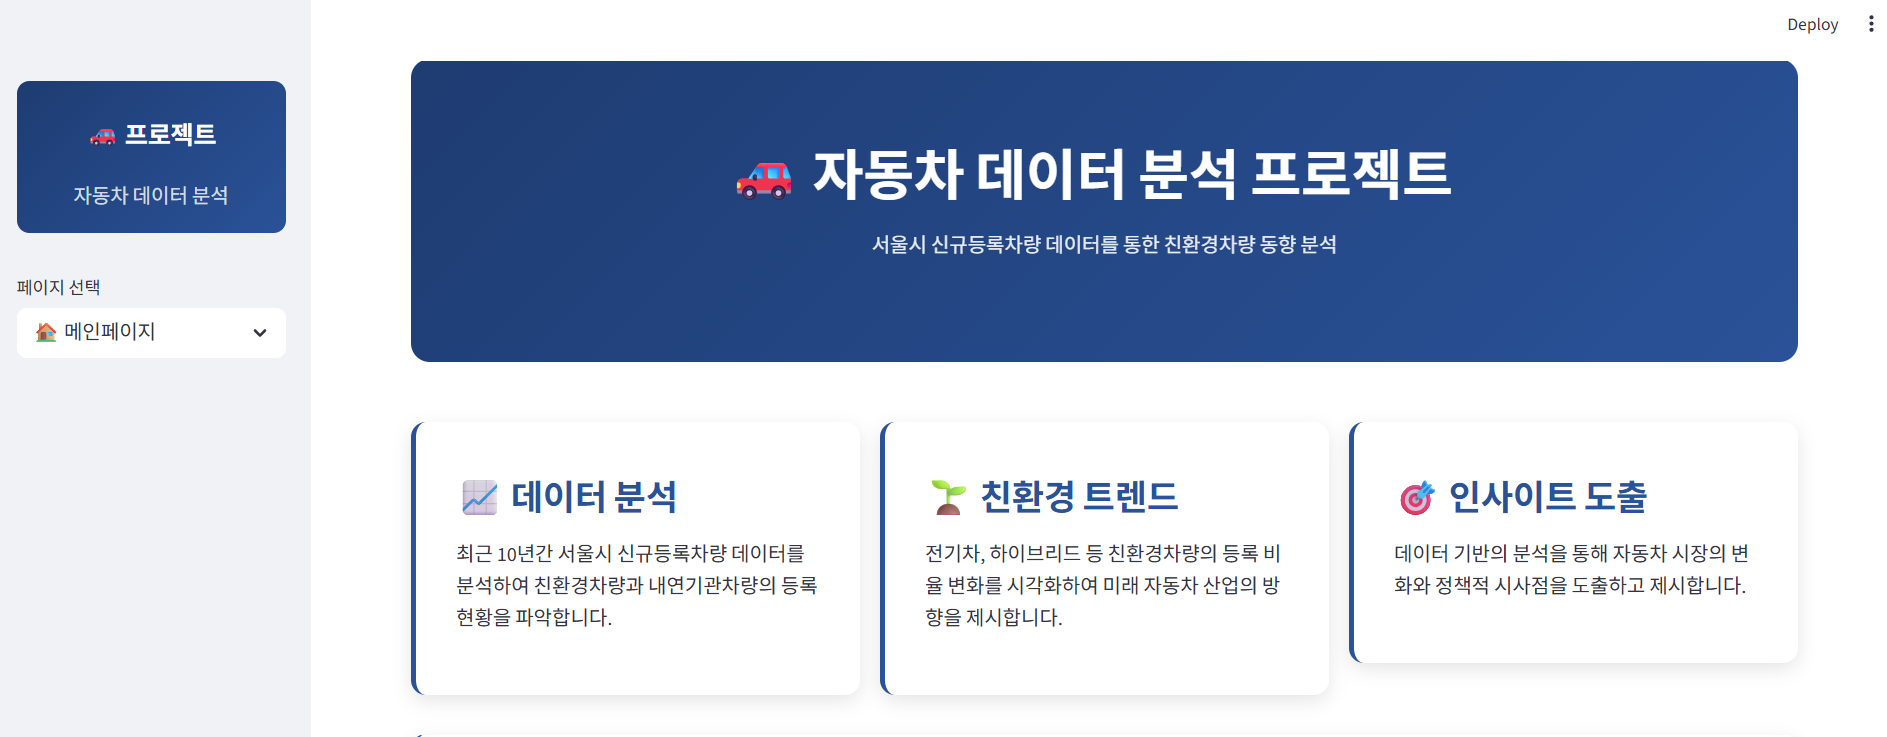 Deploy
프로젝트
자동차 데이터 분석
페이지 선택
메인페이지
자동차 데이터 분석 프로젝트
서울시 신규등록차량 데이터를 통한 친환경차량 동향 분석
데이터 분석
최근 10년간 서울시 신규등록차량 데이터를
분석하여 친환경차량과 내연기관차량의 등록
현황을 파악합니다.
친환경 트렌드
전기차, 하이브리드 등 친환경차량의 등록 비
율 변화를 시각화하여 미래 자동차 산업의 방
향을 제시합니다.
인사이트 도출
데이터 기반의 분석을 통해 자동차 시장의 변
화와 정책적 시사점을 도출하고 제시합니다.